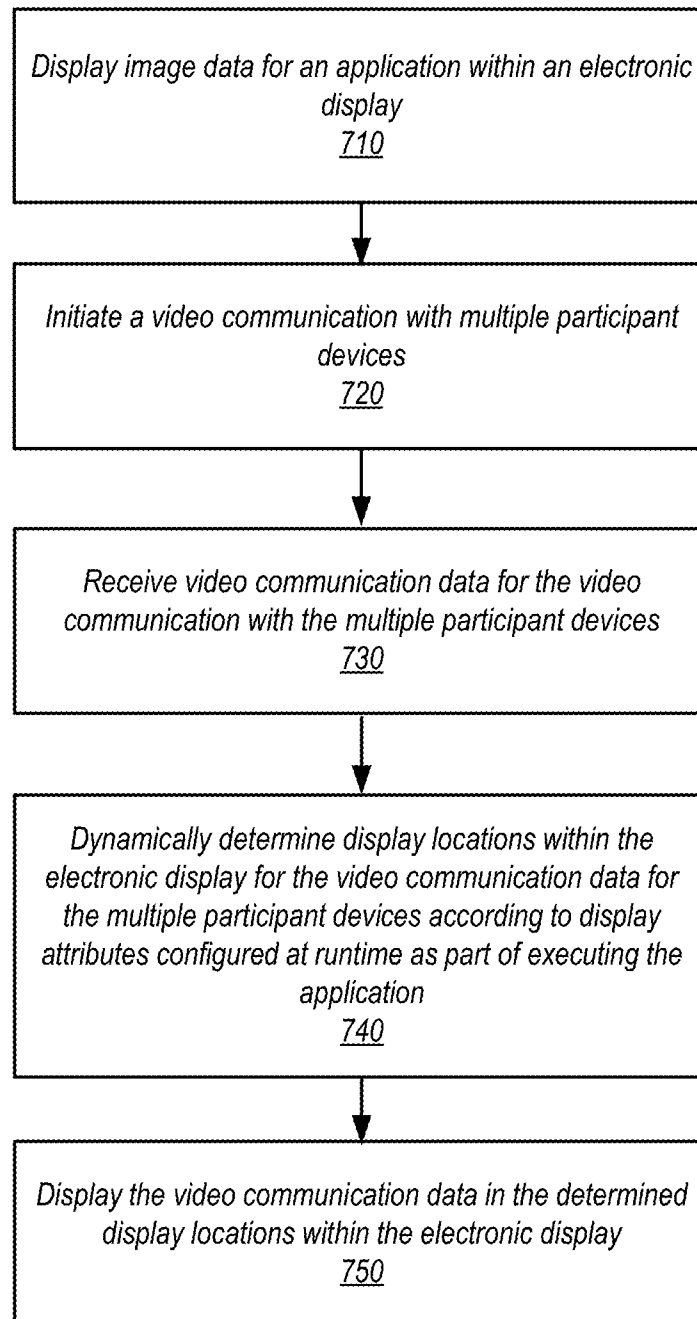 Display image data for an application within an electronic
display
710
Initiate a video communication with multiple participant
devices
720
Receive video communication data for the video
communication with the multiple participant devices
730
Dynamically determine display locations within the
electronic display for the video communication data for
the multiple participant devices according to display
attributes configured at runtime as part of executing the
application
740
Display the video communication data in the determined
display locations within the electronic display
750